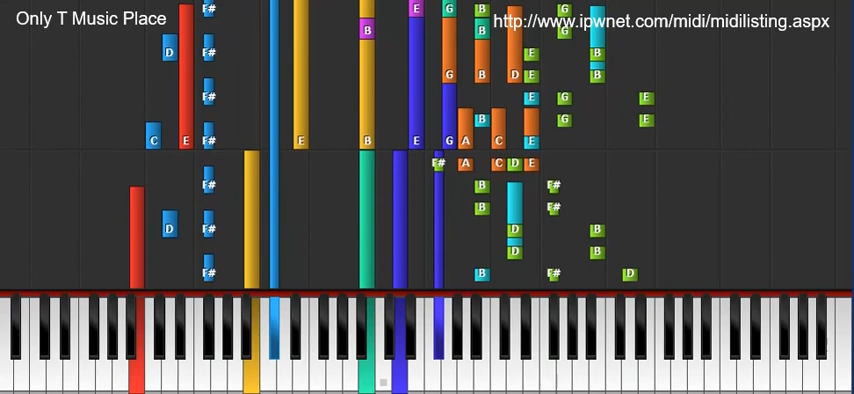 Only T Music Place
http://www.ipwnet.com/midi/midilisting.aspx
F# E G B G
B B G
D E B
E G B D E
F# E G E
C E F# E B E G A B C E G E
F# A C D E
F# B F#
B F#
D F# D B
D B
F# B F# D